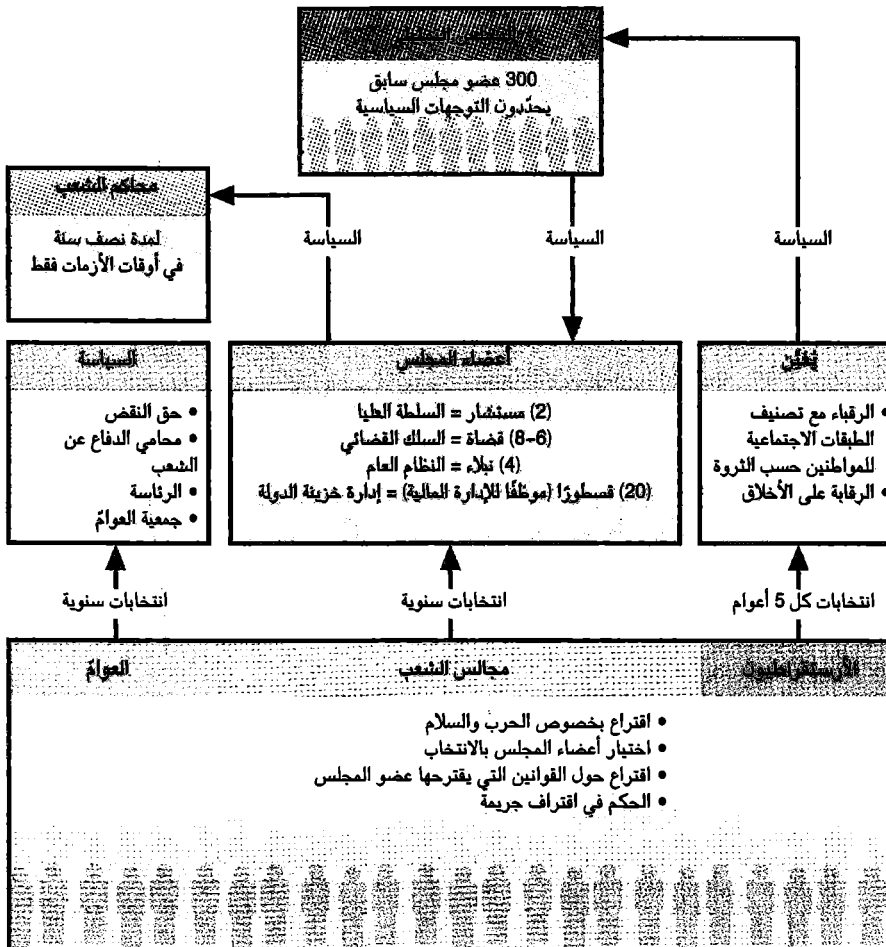 300 عضو مجلس سابق
يحدّدون التوجهات السياسية
محاكم الشعب
لمدة نصف سنة
في أوقات الأزمات فقط
السياسة
السياسة
السياسة
يُعيّن
• الرقباء مع تصنيف
الطبقات الاجتماعية
للمواطنين حسب الثروة
• الرقابة على الأخلاق
أعضاء المجلس
(2) مستشار = السلطة العليا
(6-8) قضاة = السلك القضائي
(4) نبلاء = النظام العام
(20) قسطورًا (موظفًا للإدارة المالية) = إدارة خزينة الدولة
السياسة
• حق النقض
• محامي الدفاع عن
الشعب
• الرئاسة
• جمعية العوامّ
انتخابات كل 5 أعوام
انتخابات سنوية
انتخابات سنوية
الأرستقراطيون
مجالس الشعب
العوامّ
• اقتراع بخصوص الحرب والسلام
• اختيار أعضاء المجلس بالانتخاب
• اقتراع حول القوانين التي يقترحها عضو المجلس
• الحكم في اقتراف جريمة